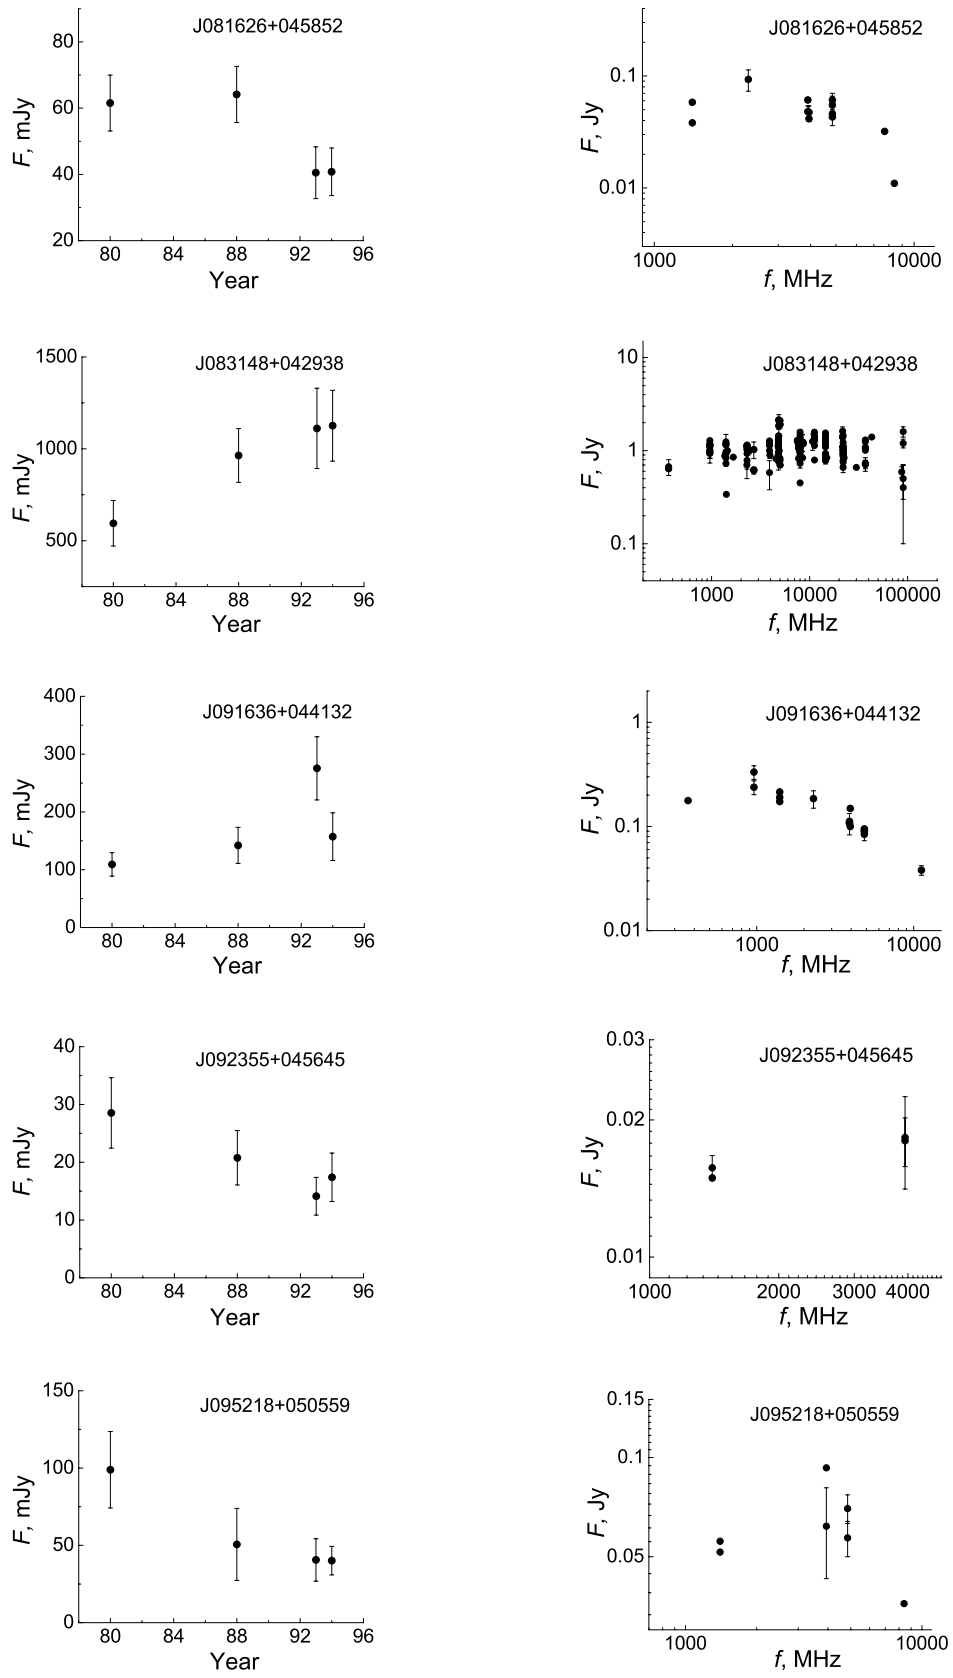 J081626+045852
80
60
40
20
F, mJy
80 84 88 92 96
Year
J081626+045852
0.1
0.01
F, Jy
1000 10000
f, MHz
J083148+042938
1500
1000
500
F, mJy
80 84 88 92 96
Year
J083148+042938
10
1
0.1
F, Jy
1000 10000 100000
f, MHz
J091636+044132
400
300
200
100
0
F, mJy
80 84 88 92 96
Year
J091636+044132
1
0.1
0.01
F, Jy
1000 10000
f, MHz
J092355+045645
40
30
20
10
0
F, mJy
80 84 88 92 96
Year
J092355+045645
0.03
0.02
0.01
F, Jy
1000 2000 3000 4000
f, MHz
J095218+050559
150
100
50
0
F, mJy
80 84 88 92 96
Year
J095218+050559
0.15
0.1
0.05
F, Jy
1000 10000
f, MHz